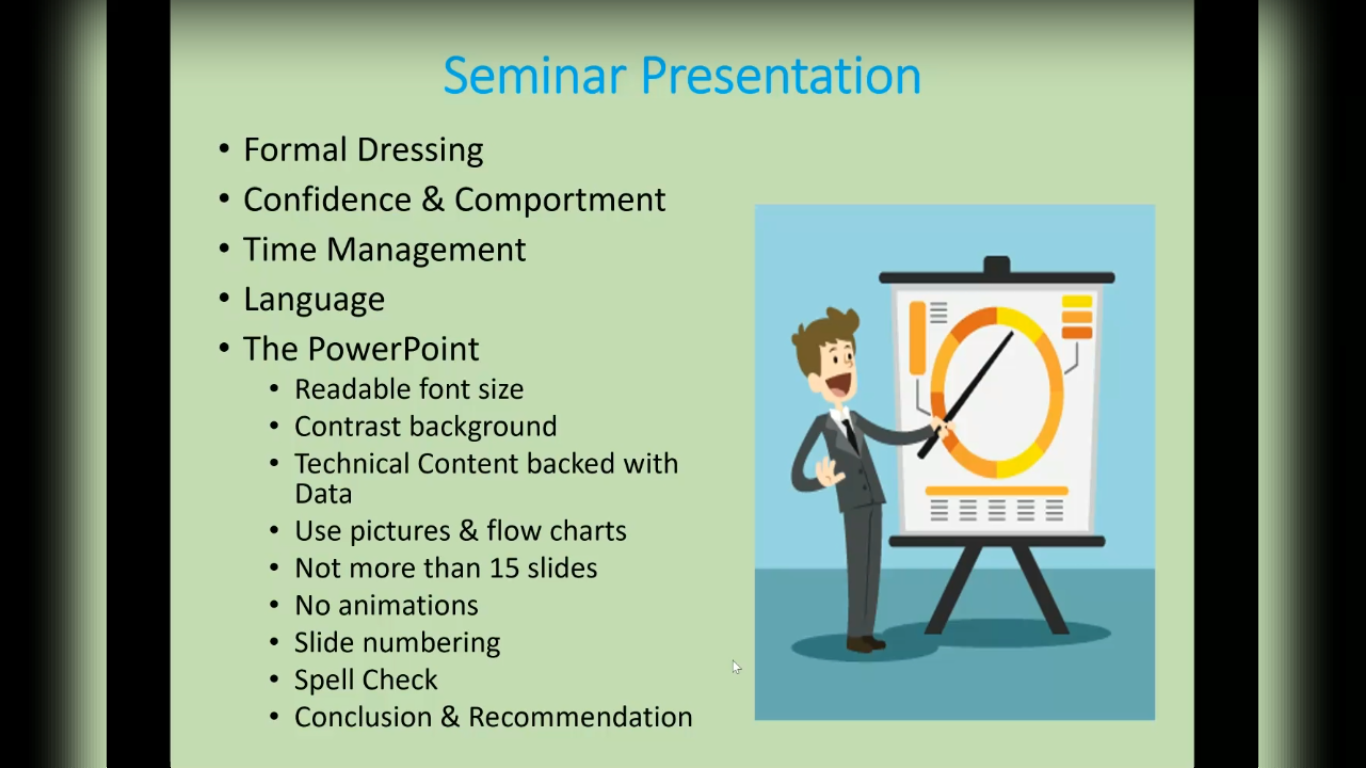 Seminar Presentation
• Formal Dressing
• Confidence & Comportment
• Time Management
• Language
• The PowerPoint
• Readable font size
• Contrast background
• Technical Content backed with
Data
• Use pictures & flow charts
• Not more than 15 slides
• No animations
• Slide numbering
• Spell Check
• Conclusion & Recommendation